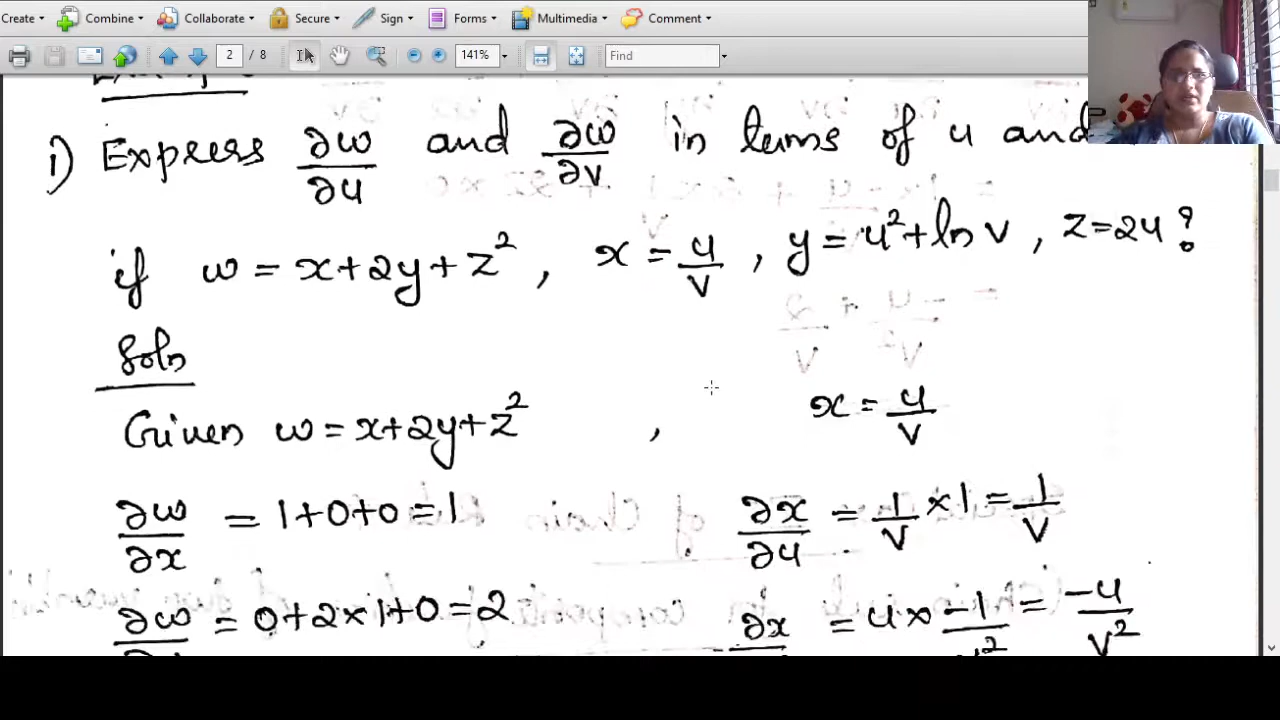 Create Combine Collaborate Secure Sign Forms Multimedia Comment
2 / 8 141% Find
1) Express ∂w/∂u and ∂w/∂v in terms of u and
if w = x+2y+z², x = u/v, y = u²+ln v, z=2u?
Soln
Given w = x+2y+z², x = u/v
∂w/∂x = 1+0+0=1 ∂x/∂u = 1/v ×1 = 1/v
∂w = 0+2×1+0=2 ∂x = u× -1/v² = -u/v²